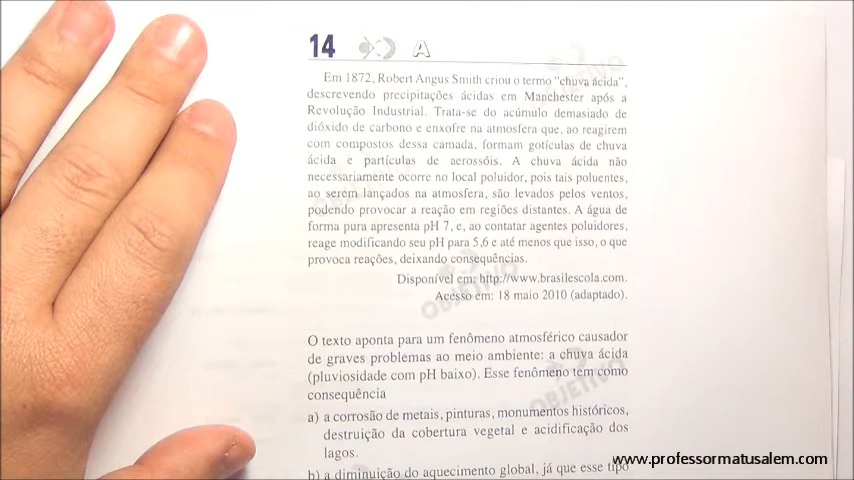 14 A
Em 1872, Robert Angus Smith criou o termo "chuva ácida",
descrevendo precipitações ácidas em Manchester após a
Revolução Industrial. Trata-se do acúmulo demasiado de
dióxido de carbono e enxofre na atmosfera que, ao reagirem
com compostos dessa camada, formam gotículas de chuva
ácida e partículas de aerossóis. A chuva ácida não
necessariamente ocorre no local poluidor, pois tais poluentes,
ao serem lançados na atmosfera, são levados pelos ventos,
podendo provocar a reação em regiões distantes. A água de
forma pura apresenta pH 7, e, ao contatar agentes poluidores,
reage modificando seu pH para 5,6 e até menos que isso, o que
provoca reações, deixando consequências.
Disponível em: http://www.brasilescola.com.
Acesso em: 18 maio 2010 (adaptado).
OBJETIVO
O texto aponta para um fenômeno atmosférico causador
de graves problemas ao meio ambiente: a chuva ácida
(pluviosidade com pH baixo). Esse fenômeno tem como
consequência
OBJETIVO
a) a corrosão de metais, pinturas, monumentos históricos,
destruição da cobertura vegetal e acidificação dos
lagos.
www.professormatusalem.com
b) a diminuição do aquecimento global, já que esse tipo